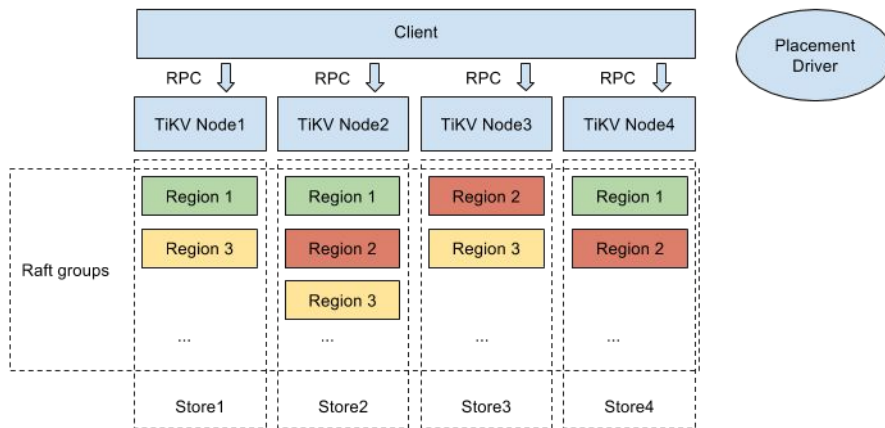 Client
Placement
Driver
RPC RPC RPC RPC
TiKV Node1 TiKV Node2 TiKV Node3 TiKV Node4
Region 1 Region 1 Region 2 Region 1
Region 3 Region 2 Region 3 Region 2
Raft groups
Region 3
... ... ... ...
Store1 Store2 Store3 Store4